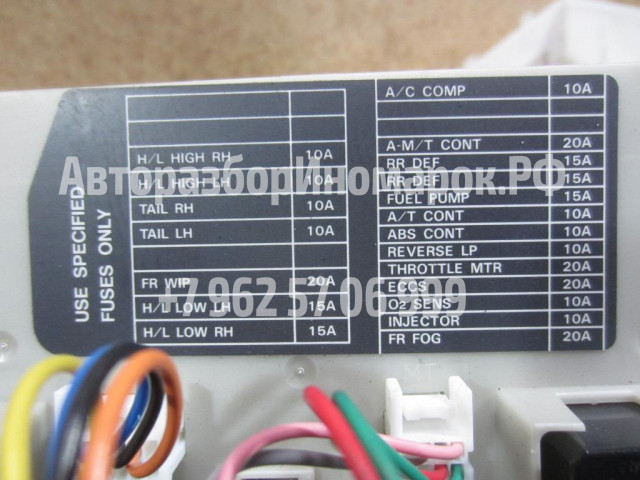 USE SPECIFIED
FUSES ONLY
H/L HIGH RH 10A
H/L HIGH LH 10A
TAIL RH 10A
TAIL LH 10A
FR WIP 20A
H/L LOW LH 15A
H/L LOW RH 15A
A/C COMP 10A
A-M/T CONT 20A
RR DEF 15A
RR DEF 15A
FUEL PUMP 15A
A/T CONT 10A
ABS CONT 10A
REVERSE LP 10A
THROTTLE MTR 20A
ECCS 20A
O2 SENS 10A
INJECTOR 10A
FR FOG 20A
АвторазборИномарок.РФ
+7 962 57 06 909